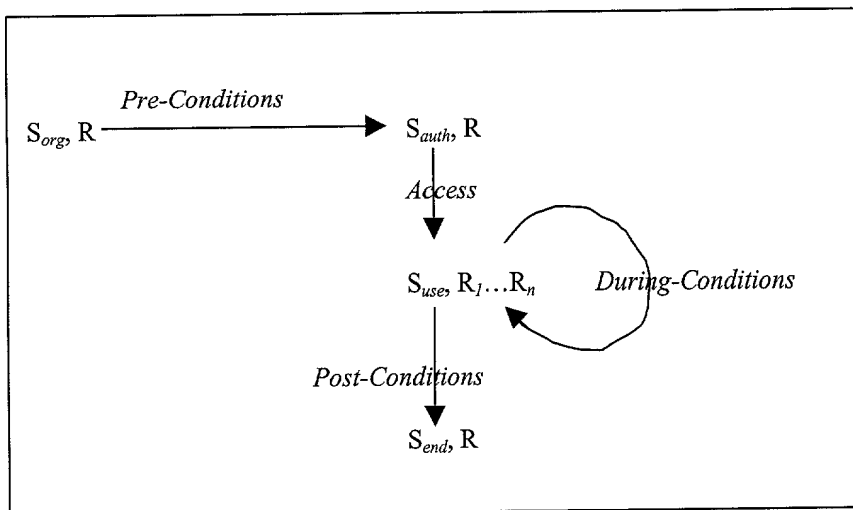 Pre-Conditions
S_org, R
S_auth, R
Access
S_use, R_1...R_n
During-Conditions
Post-Conditions
S_end, R